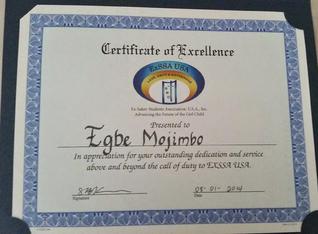 Certificate of Excellence
ExSSA USA
Ex-Saker Students Association U.S.A., Inc.
Advancing the Future of the Girl Child
Presented to
Egbe Mojimbo
In appreciation for your outstanding dedication and service
above and beyond the call of duty to EXSSA USA.
08-01-2014
Signature
Date